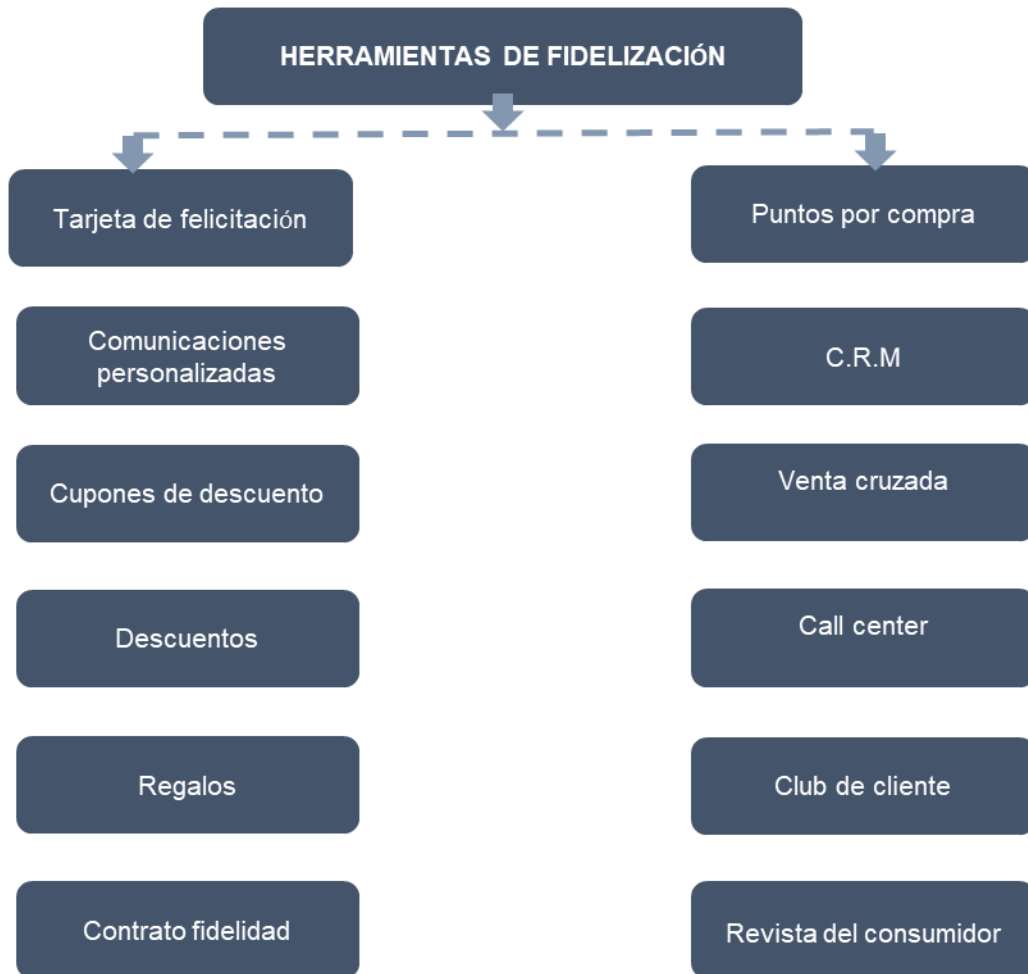 HERRAMIENTAS DE FIDELIZACIÓN
Tarjeta de felicitación
Puntos por compra
Comunicaciones
personalizadas
C.R.M
Cupones de descuento
Venta cruzada
Descuentos
Call center
Regalos
Club de cliente
Contrato fidelidad
Revista del consumidor